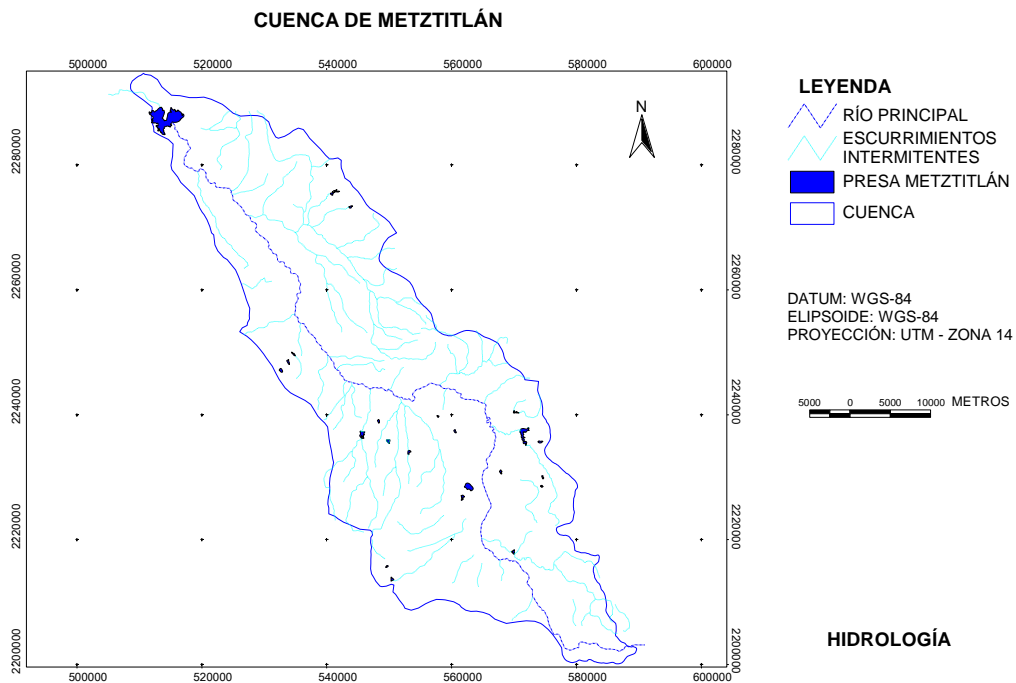 CUENCA DE METZTITLÁN
500000 520000 540000 560000 580000 600000
2280000 2280000
2260000 2260000
2240000 2240000
2220000 2220000
2200000 2200000
500000 520000 540000 560000 580000 600000
N
LEYENDA
RÍO PRINCIPAL
ESCURRIMIENTOS
INTERMITENTES
PRESA METZTITLÁN
CUENCA
DATUM: WGS-84
ELIPSOIDE: WGS-84
PROYECCIÓN: UTM - ZONA 14
5000 0 5000 10000 METROS
HIDROLOGÍA